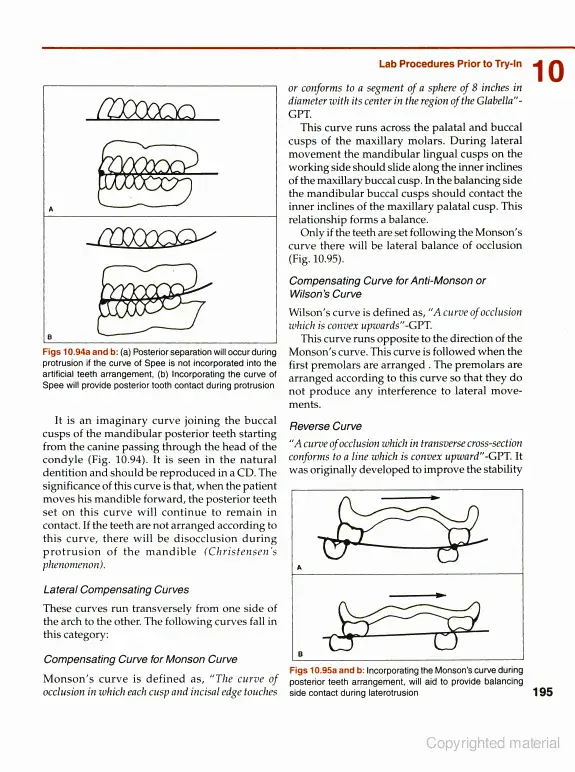 Lab Procedures Prior to Try-In
10
A
B
Figs 10.94a and b: (a) Posterior separation will occur during
protrusion if the curve of Spee is not incorporated into the
artificial teeth arrangement, (b) Incorporating the curve of
Spee will provide posterior tooth contact during protrusion
It is an imaginary curve joining the buccal
cusps of the mandibular posterior teeth starting
from the canine passing through the head of the
condyle (Fig. 10.94). It is seen in the natural
dentition and should be reproduced in a CD. The
significance of this curve is that, when the patient
moves his mandible forward, the posterior teeth
set on this curve will continue to remain in
contact. If the teeth are not arranged according to
this curve, there will be disocclusion during
protrusion of the mandible (Christensen's
phenomenon).
Lateral Compensating Curves
These curves run transversely from one side of
the arch to the other. The following curves fall in
this category:
Compensating Curve for Monson Curve
Monson's curve is defined as, "The curve of
occlusion in which each cusp and incisal edge touches
or conforms to a segment of a sphere of 8 inches in
diameter with its center in the region of the Glabella"-
GPT.
This curve runs across the palatal and buccal
cusps of the maxillary molars. During lateral
movement the mandibular lingual cusps on the
working side should slide along the inner inclines
of the maxillary buccal cusp. In the balancing side
the mandibular buccal cusps should contact the
inner inclines of the maxillary palatal cusp. This
relationship forms a balance.
Only if the teeth are set following the Monson's
curve there will be lateral balance of occlusion
(Fig. 10.95).
Compensating Curve for Anti-Monson or
Wilson's Curve
Wilson's curve is defined as, "A curve of occlusion
which is convex upwards"-GPT.
This curve runs opposite to the direction of the
Monson's curve. This curve is followed when the
first premolars are arranged . The premolars are
arranged according to this curve so that they do
not produce any interference to lateral move-
ments.
Reverse Curve
"A curve of occlusion which in transverse cross-section
conforms to a line which is convex upward"-GPT. It
was originally developed to improve the stability
A
B
Figs 10.95a and b: Incorporating the Monson's curve during
posterior teeth arrangement, will aid to provide balancing
side contact during laterotrusion
195
Copyrighted material